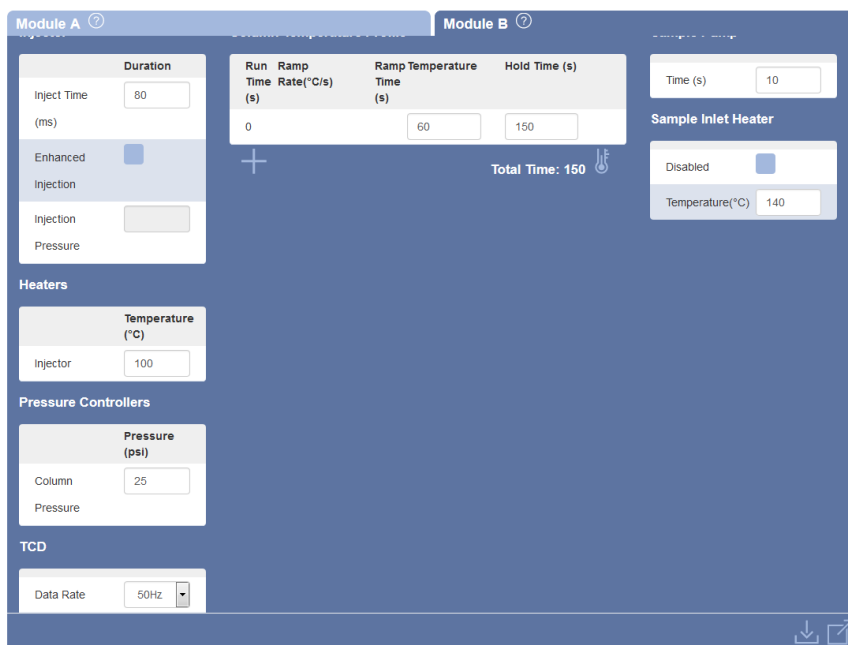 Module A ?
Module B ?
Duration
Inject Time
(ms)
80
Enhanced
Injection
Injection
Pressure
Heaters
Temperature
(°C)
Injector
100
Pressure Controllers
Pressure
(psi)
Column
Pressure
25
TCD
Data Rate
50Hz
Run Ramp Ramp Temperature Hold Time (s)
Time Rate(°C/s) Time
(s) (s)
0 60 150
Total Time: 150
Time (s) 10
Sample Inlet Heater
Disabled
Temperature(°C) 140